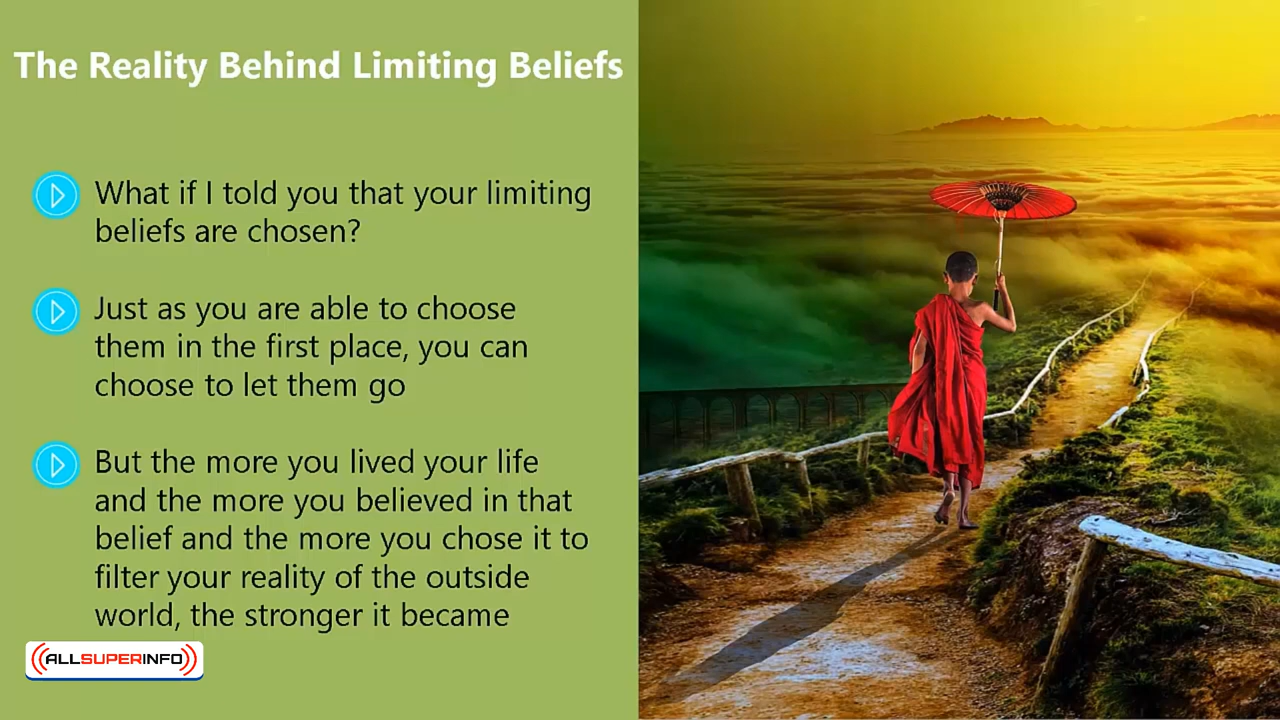 The Reality Behind Limiting Beliefs
What if I told you that your limiting
beliefs are chosen?
Just as you are able to choose
them in the first place, you can
choose to let them go
But the more you lived your life
and the more you believed in that
belief and the more you chose it to
filter your reality of the outside
world, the stronger it became
ALLSUPERINFO